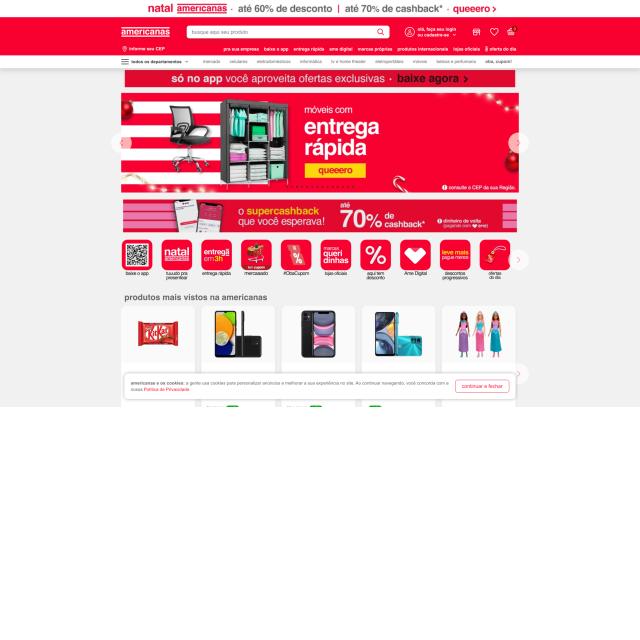 natal americanas · até 60% de desconto | até 70% de cashback* · queeero >
americanas
busque aqui seu produto
olá, faça seu login
ou cadastre-se
informe seu CEP
pra sua empresa
baixe o app
entrega rápida
ame digital
marcas próprias
produtos internacionais
lojas oficiais
oferta do dia
todos os departamentos
mercado
celulares
eletrodomésticos
informática
tv e home theater
eletroportáteis
móveis
beleza e perfumaria
oba, cupom!
só no app você aproveita ofertas exclusivas · baixe agora >
móveis com
entrega
rápida
queeero
consulte o CEP da sua Região.
o supercashback
que você esperava!
até
70% de
cashback*
dinheiro de volta
(pagando com ame)
natal
americanas
entrega
em 3h
marcas
queri
dinhas
%
leve mais
pague menos
baixe o app
tuuudo pra
presentear
entrega rápida
mercaaado
#ObaCupom
lojas oficiais
aqui tem
desconto
Ame Digital
descontos
progressivos
ofertas
do dia
produtos mais vistos na americanas
KitKat
americanas e os cookies: a gente usa cookies para personalizar anúncios e melhorar a sua experiência no site. Ao continuar navegando, você concorda com a
nossa Política de Privacidade.
continuar e fechar